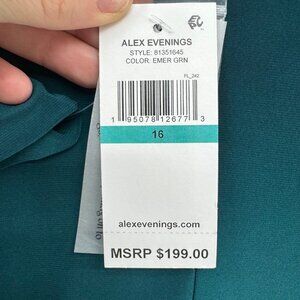 ALEX EVENINGS
STYLE: 81351645
COLOR: EMER GRN
FL_242
1 95078 12677 3
16
alexevenings.com
MSRP $199.00